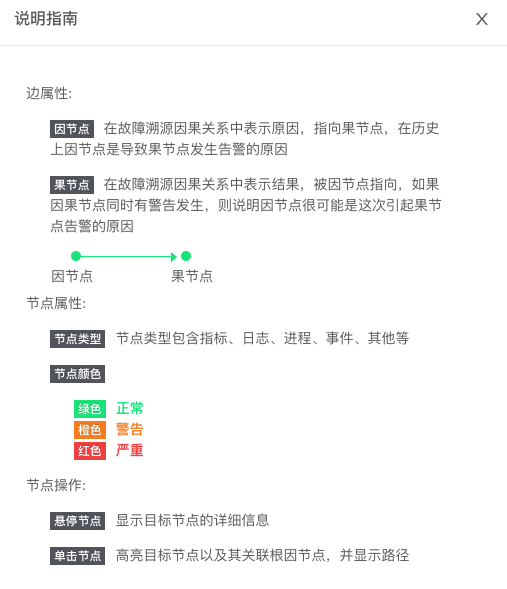 说明指南 X
边属性:
因节点 在故障溯源因果关系中表示原因，指向果节点，在历史
上因节点是导致果节点发生告警的原因
果节点 在故障溯源因果关系中表示结果，被因节点指向，如果
因果节点同时有警告发生，则说明因节点很可能是这次引起果节
点告警的原因
因节点 果节点
节点属性:
节点类型 节点类型包含指标、日志、进程、事件、其他等
节点颜色
绿色 正常
橙色 警告
红色 严重
节点操作:
悬停节点 显示目标节点的详细信息
单击节点 高亮目标节点以及其关联根因节点，并显示路径